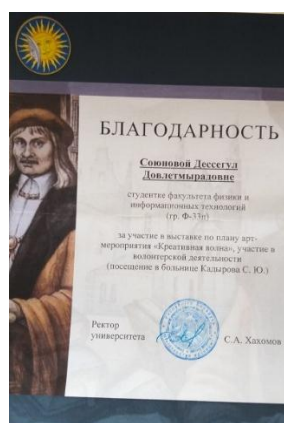 БЛАГОДАРНОСТЬ
Союновой Дессегул
Довлетмырадовне
студентке факультета физики и
информационных технологий
(гр. Ф-33п)
за участие в выставке по плану арт-
мероприятия «Креативная волна», участие в
волонтерской деятельности
(посещение в больнице Кадырова С. Ю.)
Ректор
университета
С.А. Хахомов